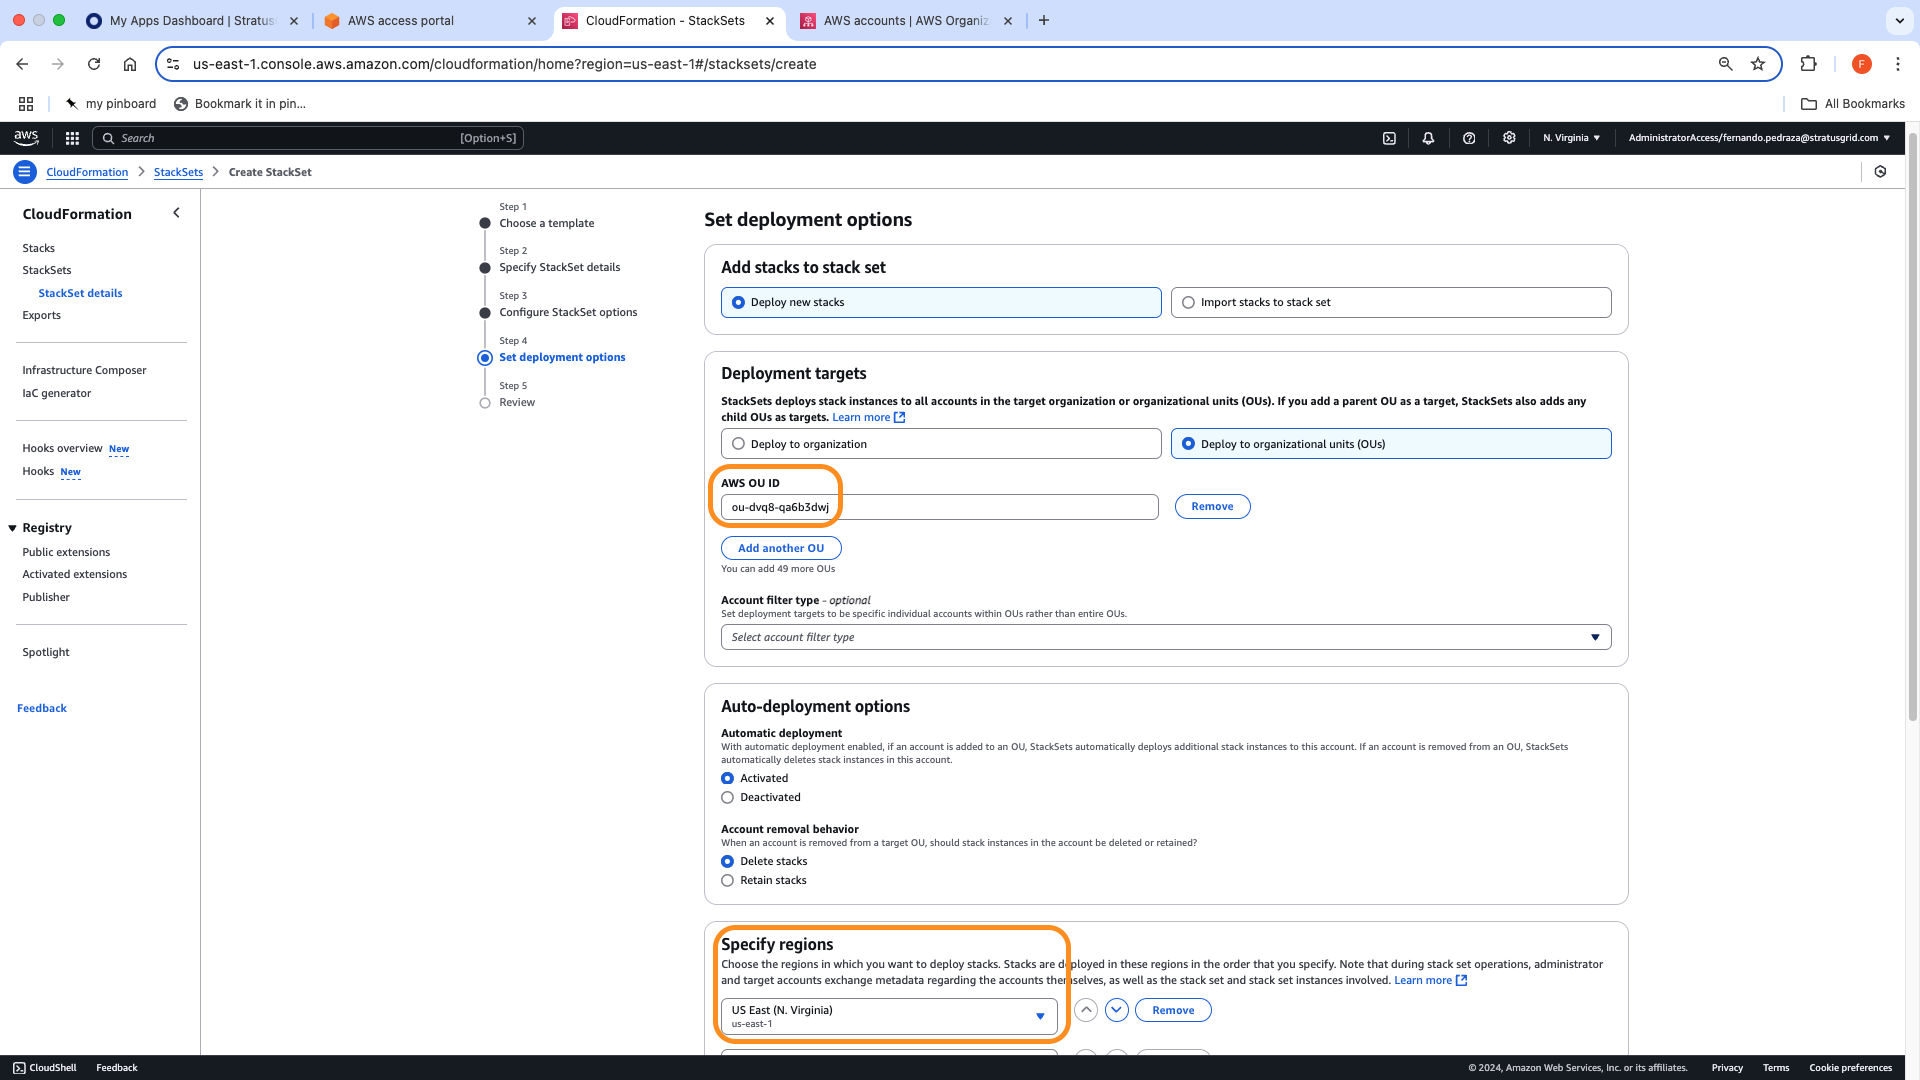 My Apps Dashboard | Stratus
AWS access portal
CloudFormation - StackSets
AWS accounts | AWS Organiz
us-east-1.console.aws.amazon.com/cloudformation/home?region=us-east-1#/stacksets/create
F
my pinboard
Bookmark it in pin...
All Bookmarks
aws
Search
[Option+S]
N. Virginia
AdministratorAccess/fernando.pedraza@stratusgrid.com
CloudFormation
StackSets
Create StackSet
CloudFormation
Stacks
StackSets
StackSet details
Exports
Infrastructure Composer
IaC generator
Hooks overview New
Hooks New
Registry
Public extensions
Activated extensions
Publisher
Spotlight
Feedback
Step 1
Choose a template
Step 2
Specify StackSet details
Step 3
Configure StackSet options
Step 4
Set deployment options
Step 5
Review
Set deployment options
Add stacks to stack set
Deploy new stacks
Import stacks to stack set
Deployment targets
StackSets deploys stack instances to all accounts in the target organization or organizational units (OUs). If you add a parent OU as a target, StackSets also adds any
child OUs as targets. Learn more
Deploy to organization
Deploy to organizational units (OUs)
AWS OU ID
ou-dvq8-qa6b3dwj
Remove
Add another OU
You can add 49 more OUs
Account filter type - optional
Set deployment targets to be specific individual accounts within OUs rather than entire OUs.
Select account filter type
Auto-deployment options
Automatic deployment
With automatic deployment enabled, if an account is added to an OU, StackSets automatically deploys additional stack instances to this account. If an account is removed from an OU, StackSets
automatically deletes stack instances in this account.
Activated
Deactivated
Account removal behavior
When an account is removed from a target OU, should stack instances in the account be deleted or retained?
Delete stacks
Retain stacks
Specify regions
Choose the regions in which you want to deploy stacks. Stacks are deployed in these regions in the order that you specify. Note that during stack set operations, administrator
and target accounts exchange metadata regarding the accounts themselves, as well as the stack set and stack set instances involved. Learn more
US East (N. Virginia)
us-east-1
Remove
CloudShell
Feedback
© 2024, Amazon Web Services, Inc. or its affiliates.
Privacy
Terms
Cookie preferences